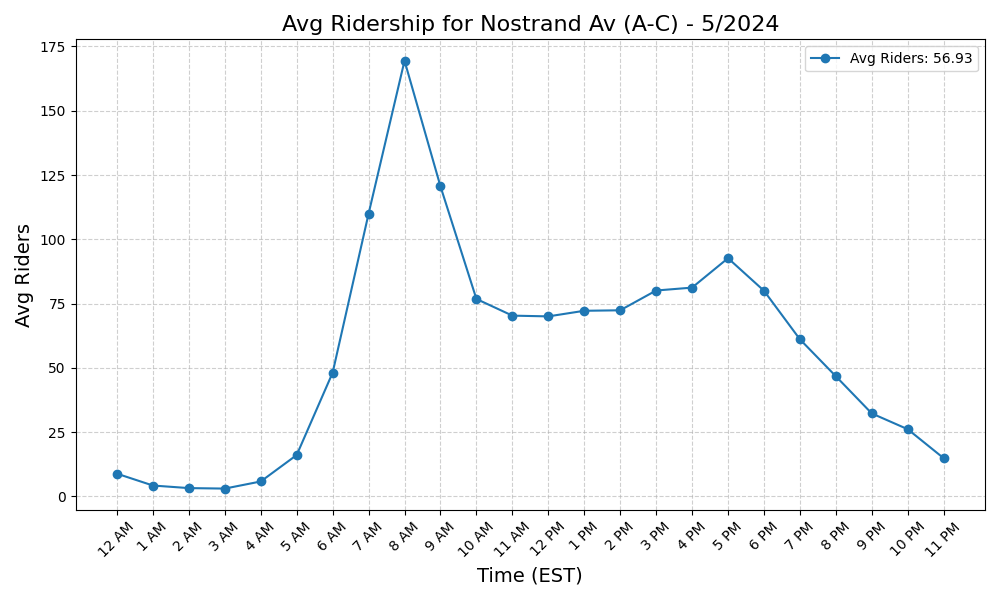 Avg Ridership for Nostrand Av (A-C) - 5/2024
Avg Riders: 56.93
Avg Riders
175
150
125
100
75
50
25
0
12 AM
1 AM
2 AM
3 AM
4 AM
5 AM
6 AM
7 AM
8 AM
9 AM
10 AM
11 AM
12 PM
1 PM
2 PM
3 PM
4 PM
5 PM
6 PM
7 PM
8 PM
9 PM
10 PM
11 PM
Time (EST)